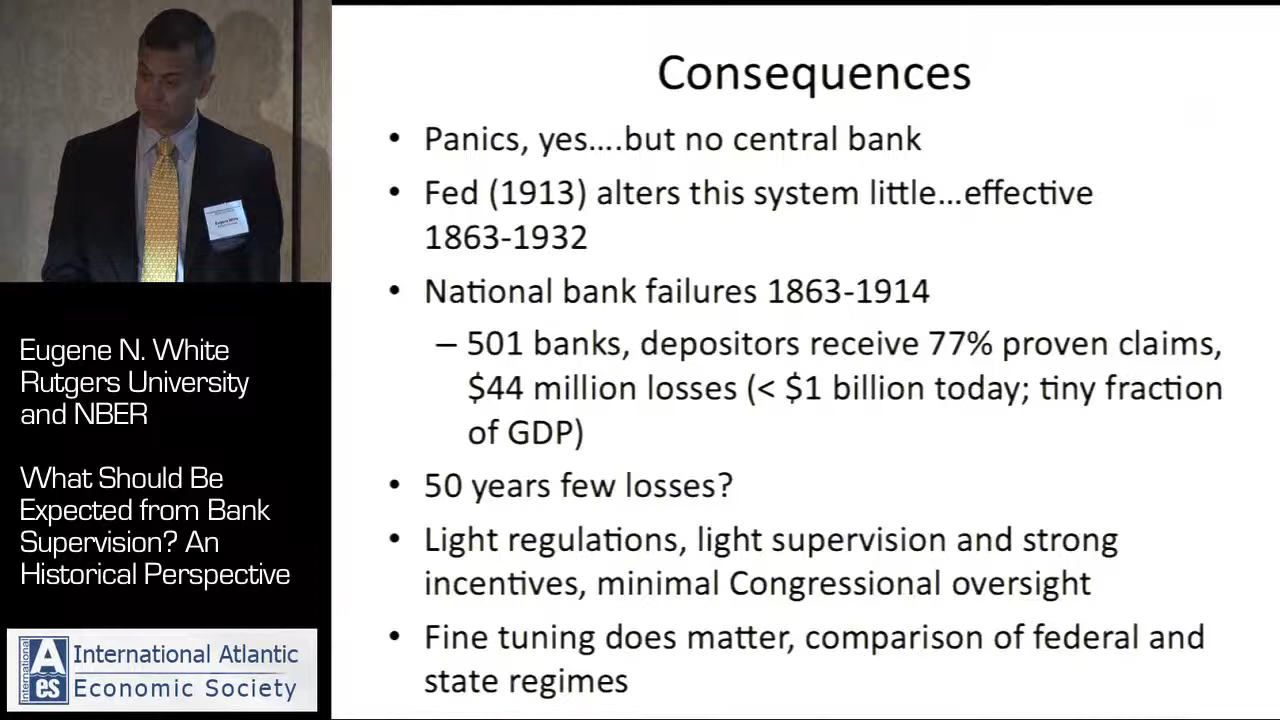 Consequences
• Panics, yes….but no central bank
• Fed (1913) alters this system little…effective
1863-1932
• National bank failures 1863-1914
– 501 banks, depositors receive 77% proven claims,
$44 million losses (< $1 billion today; tiny fraction
of GDP)
• 50 years few losses?
• Light regulations, light supervision and strong
incentives, minimal Congressional oversight
• Fine tuning does matter, comparison of federal and
state regimes
Eugene N. White
Rutgers University
and NBER
What Should Be
Expected from Bank
Supervision? An
Historical Perspective
International
A
es
International Atlantic
Economic Society
Eugene White